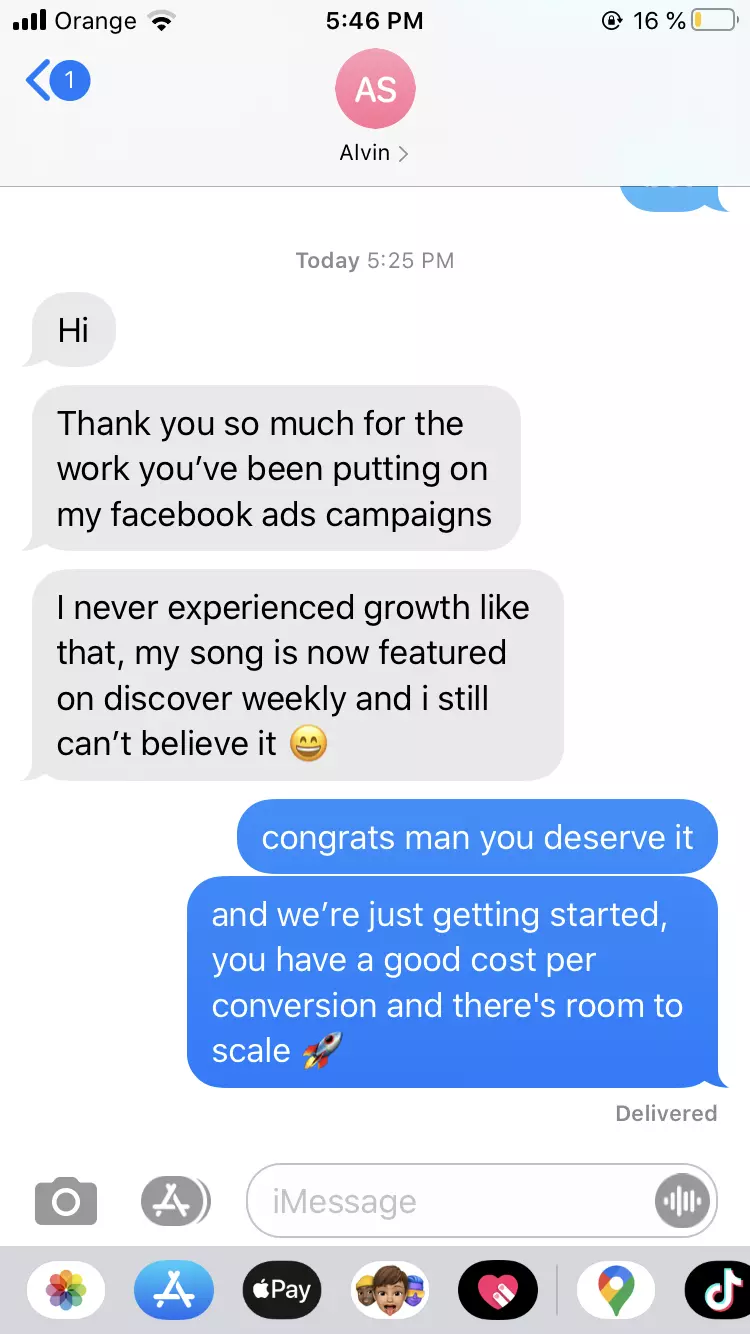 Orange 5:46 PM 16 %
1
AS
Alvin
Today 5:25 PM
Hi
Thank you so much for the
work you’ve been putting on
my facebook ads campaigns
I never experienced growth like
that, my song is now featured
on discover weekly and i still
can’t believe it 😄
congrats man you deserve it
and we’re just getting started,
you have a good cost per
conversion and there's room to
scale 🚀
Delivered
iMessage
Pay